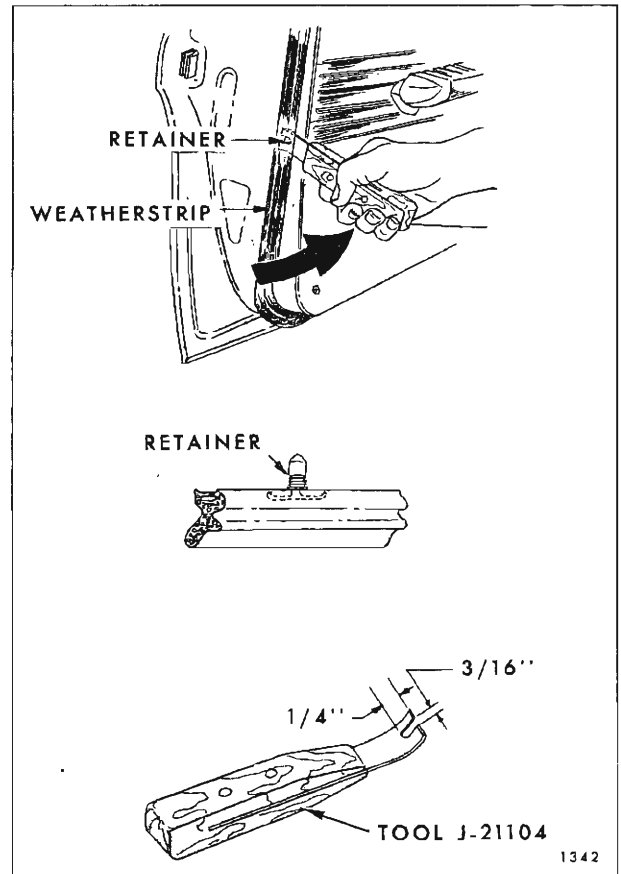 RETAINER
WEATHERSTRIP
RETAINER
3/16''
1/4''
TOOL J-21104
1342